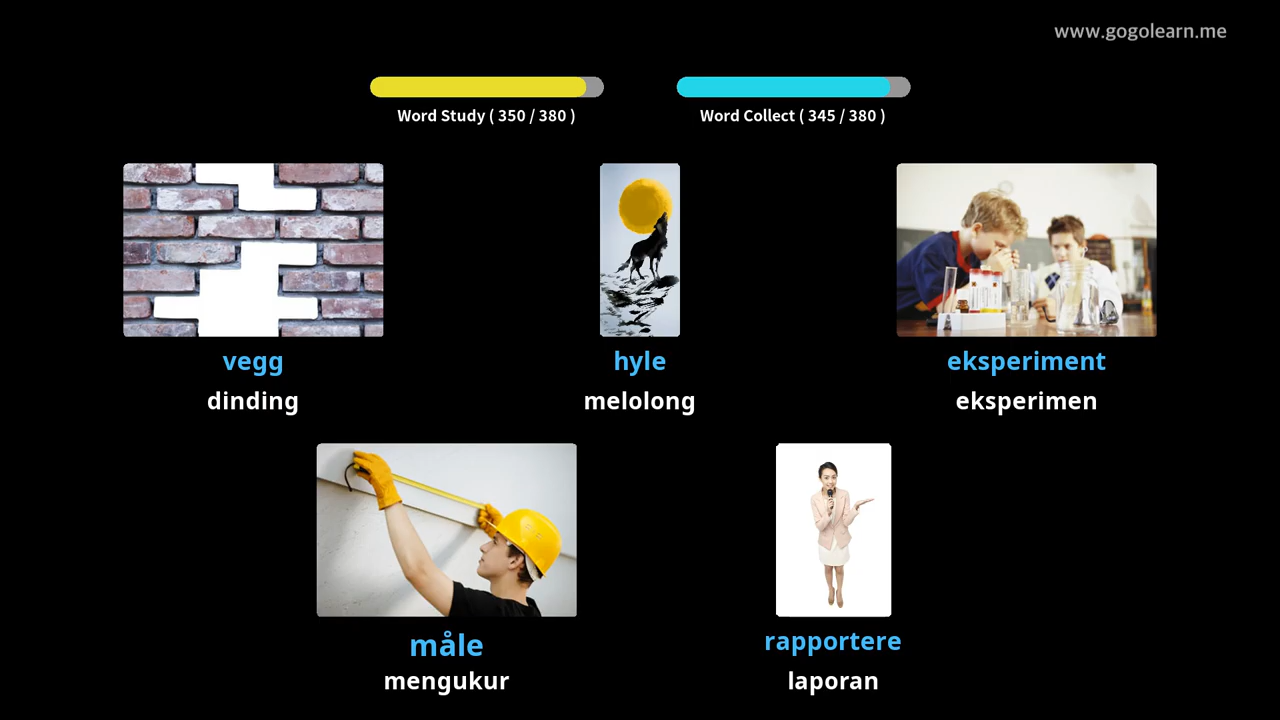 www.gogolearn.me
Word Study ( 350 / 380 )
Word Collect ( 345 / 380 )
vegg
hyle
eksperiment
dinding
melolong
eksperimen
måle
rapportere
mengukur
laporan